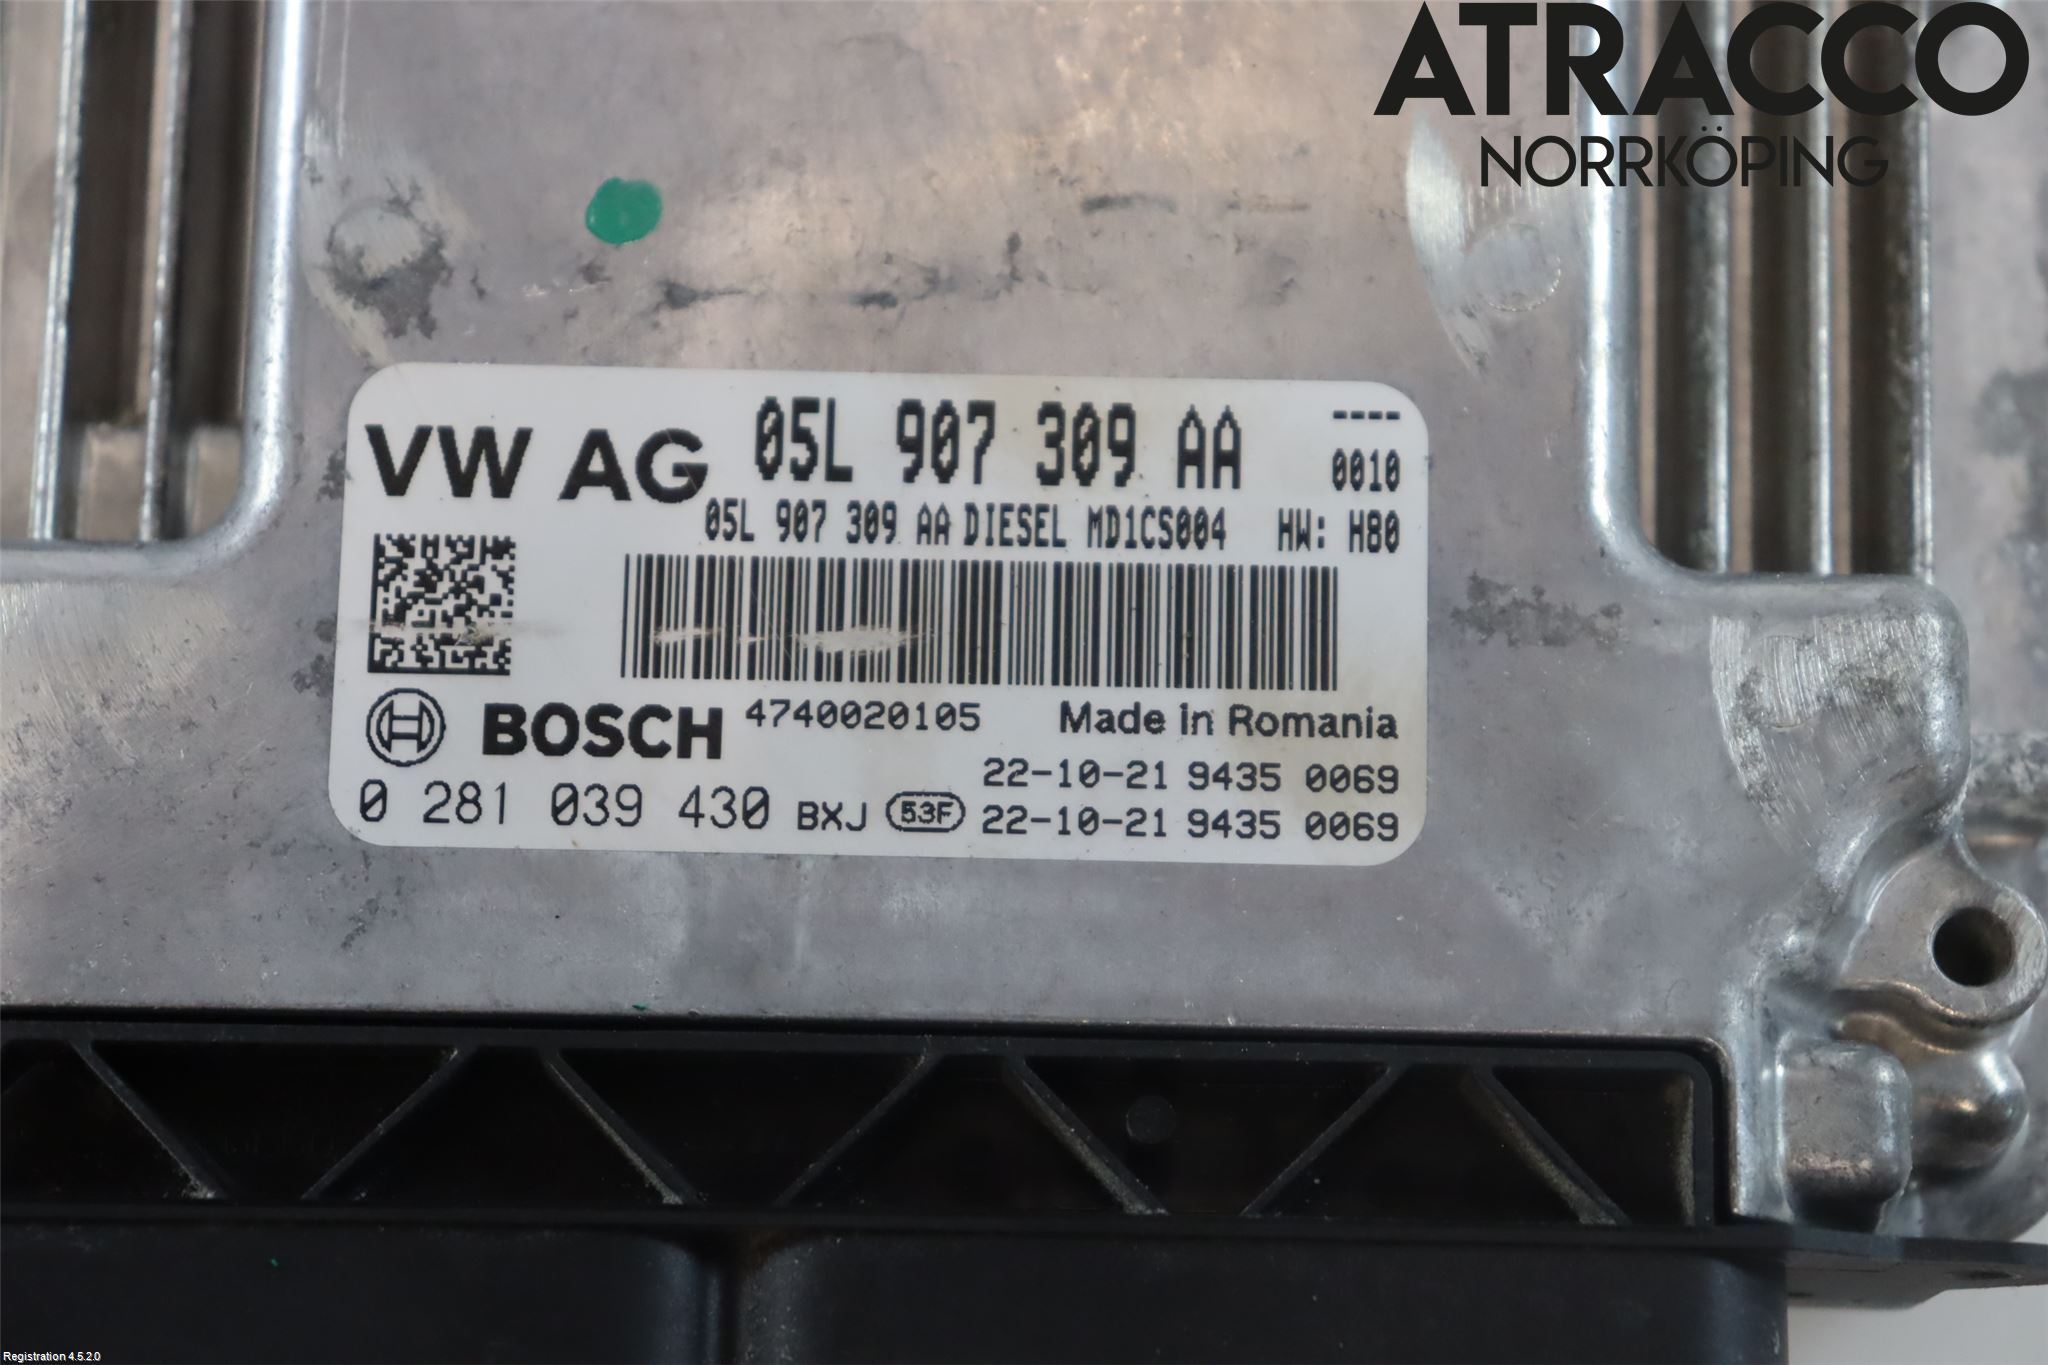 ATRACCO
NORRKÖPING
VW AG 05L 907 309 AA ----
0010
05L 907 309 AA DIESEL MD1CS004 HW: H80
BOSCH 4740020105 Made in Romania
22-10-21 9435 0069
0 281 039 430 BXJ 53F 22-10-21 9435 0069
Registration 4.5.2.0